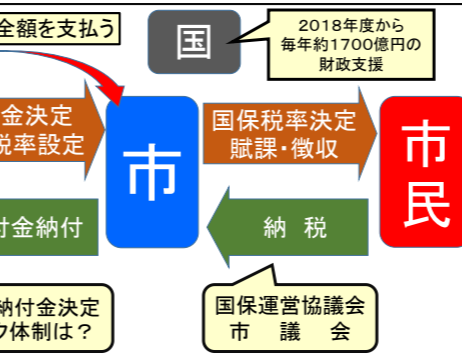 全額を支払う
国
2018年度から
毎年約1700億円の
財政支援
金決定
税率設定
市
国保税率決定
賦課・徴収
市
民
付金納付
納 税
納付金決定
ク体制は？
国保運営協議会
市 議 会